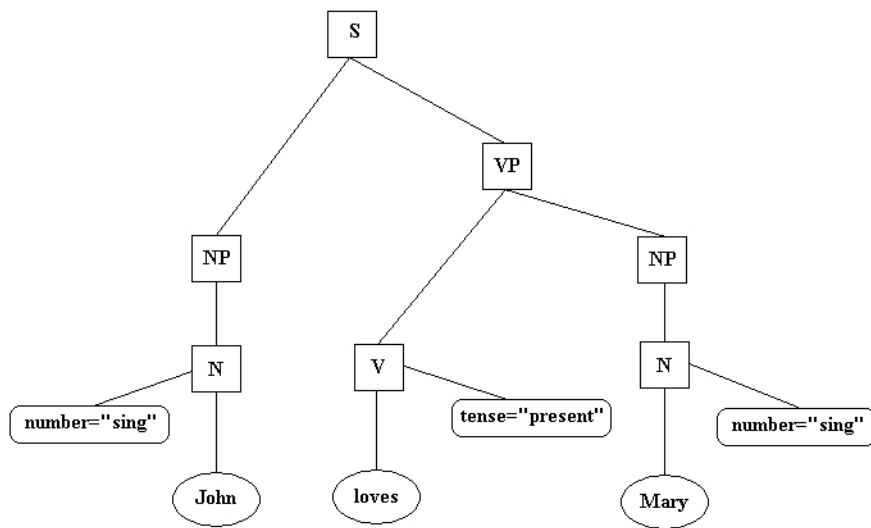 S
VP
NP
NP
N
V
N
number="sing"
tense="present"
number="sing"
John
loves
Mary